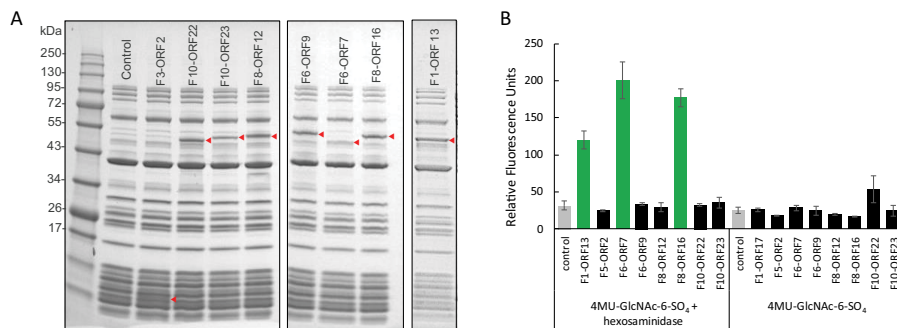 A
kDa
250
130
95
72
55
43
34
26
17
Control
F3-ORF2
F10-ORF22
F10-ORF23
F8-ORF12
F6-ORF9
F6-ORF7
F8-ORF16
F1-ORF13
B
Relative Fluorescence Units
250
200
150
100
50
0
control
F1-ORF13
F5-ORF2
F6-ORF7
F6-ORF9
F8-ORF12
F8-ORF16
F10-ORF22
F10-ORF23
control
F1-ORF17
F5-ORF2
F6-ORF7
F6-ORF9
F8-ORF12
F8-ORF16
F10-ORF22
F10-ORF23
4MU-GlcNAc-6-SO₄ +
hexosaminidase
4MU-GlcNAc-6-SO₄